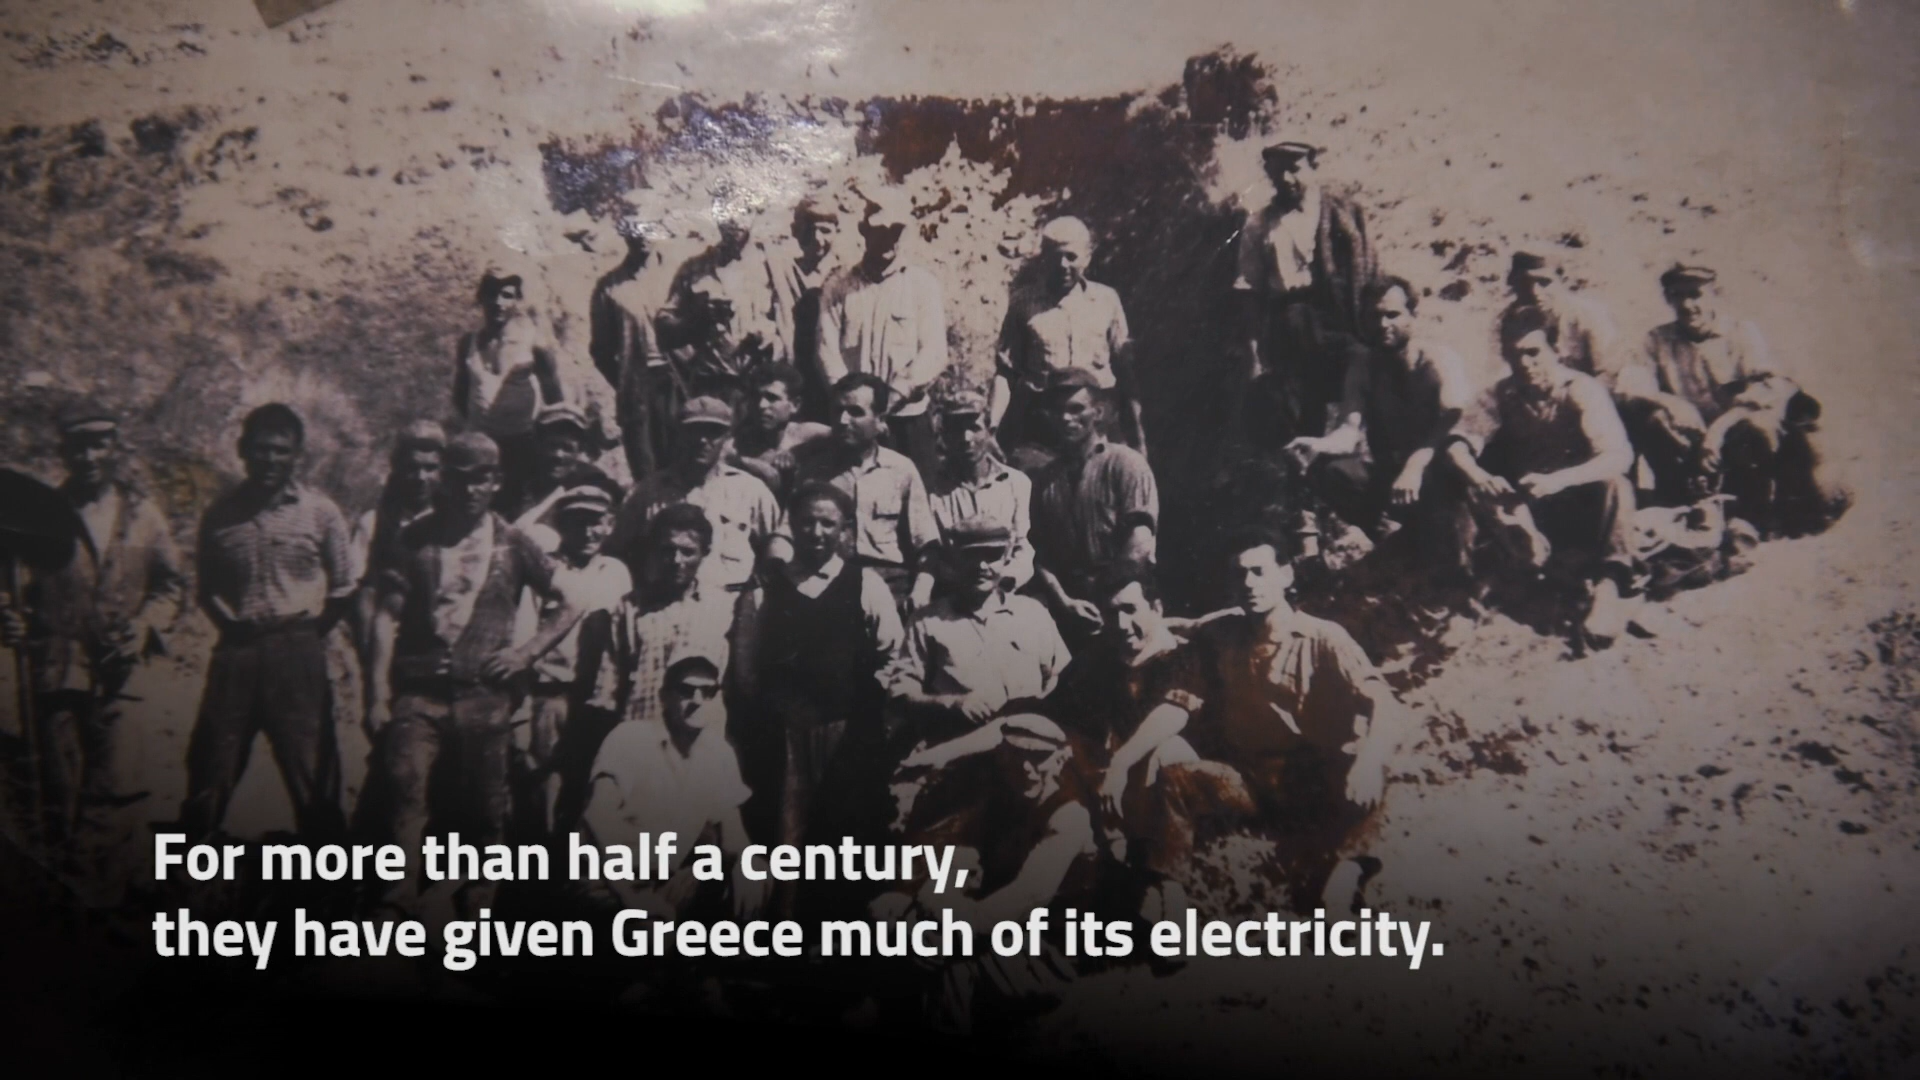 For more than half a century,
they have given Greece much of its electricity.